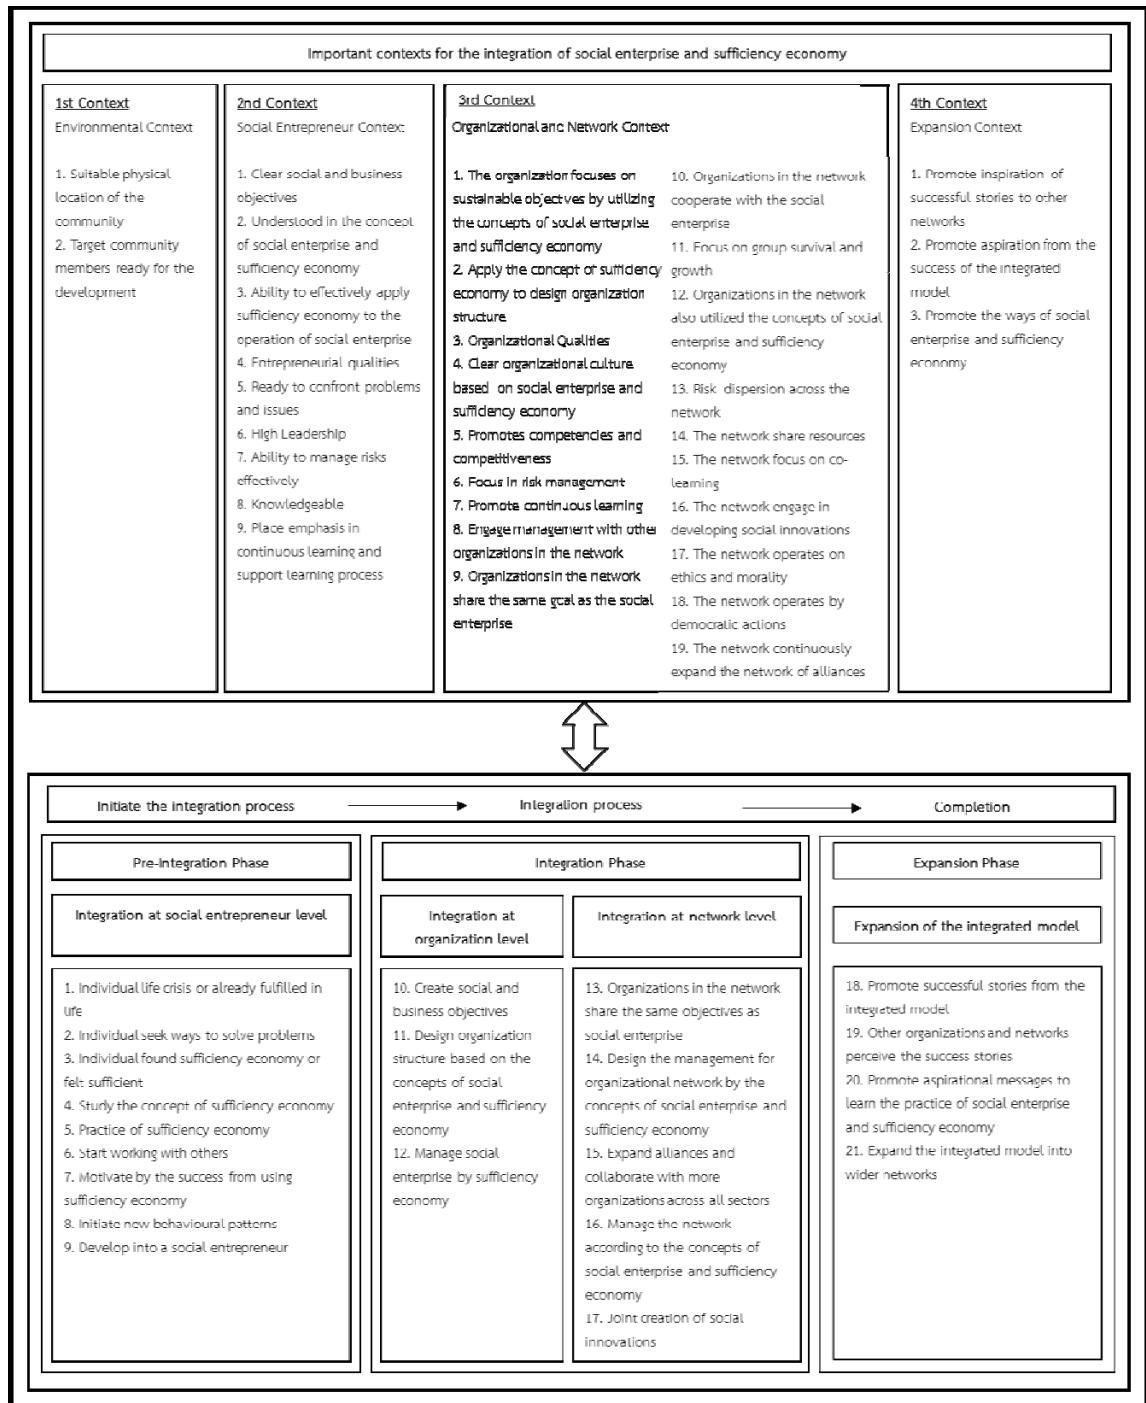 Important contexts for the integration of social enterprise and sufficiency economy
1st Context
Environmental Context
1. Suitable physical
location of the
community
2. Target community
members ready for the
development
2nd Context
Social Entrepreneur Context
1. Clear social and business
objectives
2. Understood in the concept
of social enterprise and
sufficiency economy
3. Ability to effectively apply
sufficiency economy to the
operation of social enterprise
4. Entrepreneurial qualities
5. Ready to confront problems
and issues
6. High Leadership
7. Ability to manage risks
effectively
8. Knowledgeable
9. Place emphasis in
continuous learning and
support learning process
3rd Context
Organizational and Network Context
1. The organization focuses on
sustainable objectives by utilizing
the concepts of social enterprise
and sufficiency economy
2. Apply the concept of sufficiency
economy to design organization
structure
3. Organizational Qualities
4. Clear organizational culture
based on social enterprise and
sufficiency economy
5. Promotes competencies and
competitiveness
6. Focus in risk management
7. Promote continuous learning
8. Engage management with other
organizations in the network
9. Organizations in the network
share the same goal as the social
enterprise
10. Organizations in the network
cooperate with the social
enterprise
11. Focus on group survival and
growth
12. Organizations in the network
also utilized the concepts of social
enterprise and sufficiency
economy
13. Risk dispersion across the
network
14. The network share resources
15. The network focus on co-
learning
16. The network engage in
developing social innovations
17. The network operates on
ethics and morality
18. The network operates by
democratic actions
19. The network continuously
expand the network of alliances
4th Context
Expansion Context
1. Promote inspiration of
successful stories to other
networks
2. Promote aspiration from the
success of the integrated
model
3. Promote the ways of social
enterprise and sufficiency
economy
Initiate the integration process
Integration process
Completion
Pre-Integration Phase
Integration at social entrepreneur level
1. Individual life crisis or already fulfilled in
life
2. Individual seek ways to solve problems
3. Individual found sufficiency economy or
felt sufficient
4. Study the concept of sufficiency economy
5. Practice of sufficiency economy
6. Start working with others
7. Motivate by the success from using
sufficiency economy
8. Initiate new behavioural patterns
9. Develop into a social entrepreneur
Integration Phase
Integration at
organization level
10. Create social and
business objectives
11. Design organization
structure based on the
concepts of social
enterprise and sufficiency
economy
12. Manage social
enterprise by sufficiency
economy
Integration at network level
13. Organizations in the network
share the same objectives as
social enterprise
14. Design the management for
organizational network by the
concepts of social enterprise and
sufficiency economy
15. Expand alliances and
collaborate with more
organizations across all sectors
16. Manage the network
according to the concepts of
social enterprise and sufficiency
economy
17. Joint creation of social
innovations
Expansion Phase
Expansion of the integrated model
18. Promote successful stories from the
integrated model
19. Other organizations and networks
perceive the success stories
20. Promote aspirational messages to
learn the practice of social enterprise
and sufficiency economy
21. Expand the integrated model into
wider networks